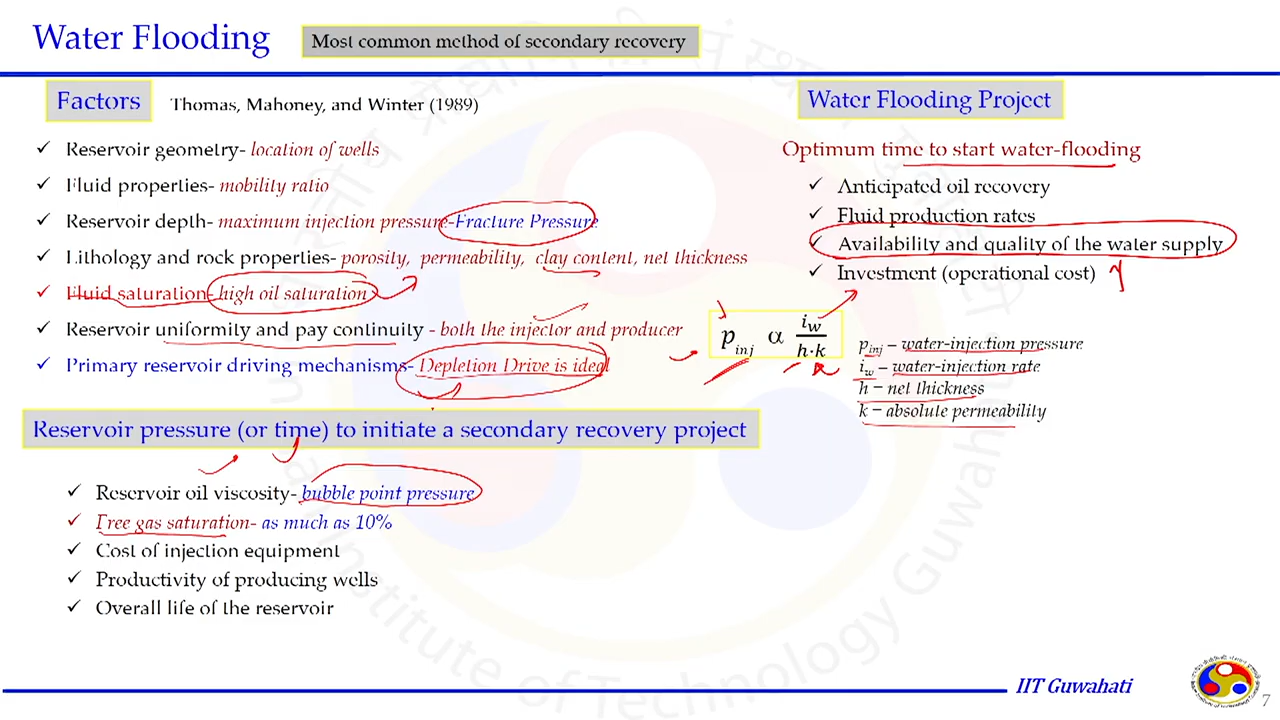 Water Flooding
Most common method of secondary recovery
Factors
Thomas, Mahoney, and Winter (1989)
✓ Reservoir geometry- location of wells
✓ Fluid properties- mobility ratio
✓ Reservoir depth- maximum injection pressure-Fracture Pressure
✓ Lithology and rock properties- porosity, permeability, clay content, net thickness
✓ Fluid saturation- high oil saturation
✓ Reservoir uniformity and pay continuity - both the injector and producer
✓ Primary reservoir driving mechanisms- Depletion Drive is ideal
Water Flooding Project
Optimum time to start water-flooding
✓ Anticipated oil recovery
✓ Fluid production rates
✓ Availability and quality of the water supply
✓ Investment (operational cost)
p_inj ∝ i_w / h·k
p_inj – water-injection pressure
i_w – water-injection rate
h – net thickness
k – absolute permeability
Reservoir pressure (or time) to initiate a secondary recovery project
✓ Reservoir oil viscosity- bubble point pressure
✓ Free gas saturation- as much as 10%
✓ Cost of injection equipment
✓ Productivity of producing wells
✓ Overall life of the reservoir
Institute of Technology Guwahati
IIT Guwahati
7